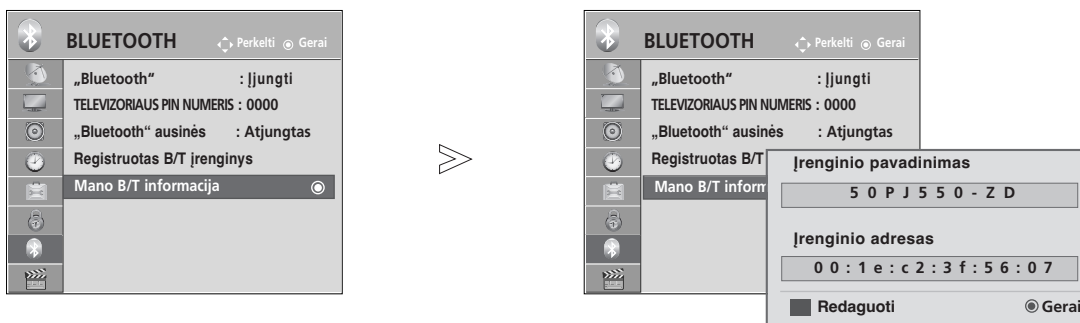 BLUETOOTH Perkelti Gerai
„Bluetooth“ : Įjungti
TELEVIZORIAUS PIN NUMERIS : 0000
„Bluetooth“ ausinės : Atjungtas
Registruotas B/T įrenginys
Mano B/T informacija
BLUETOOTH Perkelti Gerai
„Bluetooth“ : Įjungti
TELEVIZORIAUS PIN NUMERIS : 0000
„Bluetooth“ ausinės : Atjungtas
Registruotas B/T
Mano B/T inform
Įrenginio pavadinimas
50PJ550-ZD
Įrenginio adresas
00:1e:c2:3f:56:07
Redaguoti Gerai